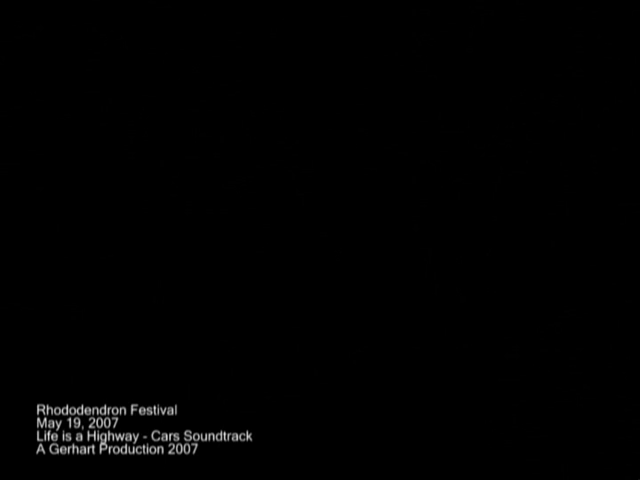 Rhododendron Festival
May 19, 2007
Life is a Highway - Cars Soundtrack
A Gerhart Production 2007